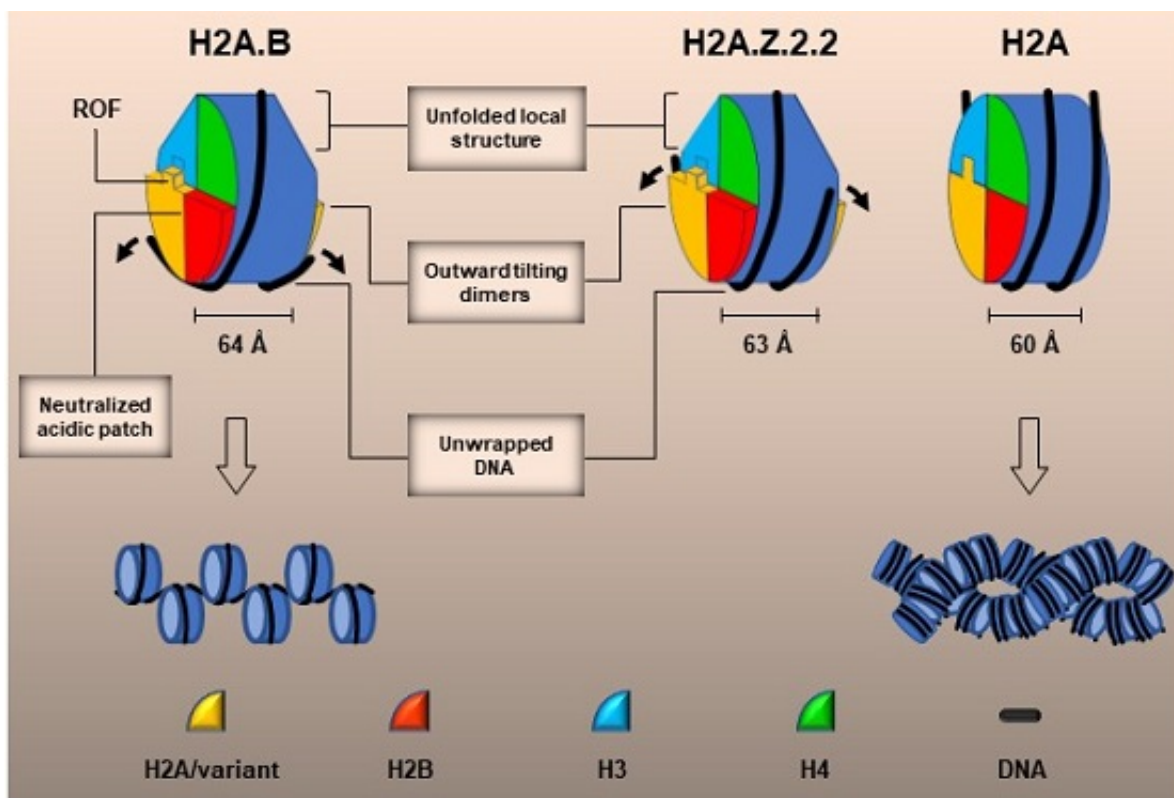 H2A.B
H2A.Z.2.2
H2A
ROF
Unfolded local
structure
Outward tilting
dimers
64 Å
63 Å
60 Å
Neutralized
acidic patch
Unwrapped
DNA
H2A/variant
H2B
H3
H4
DNA